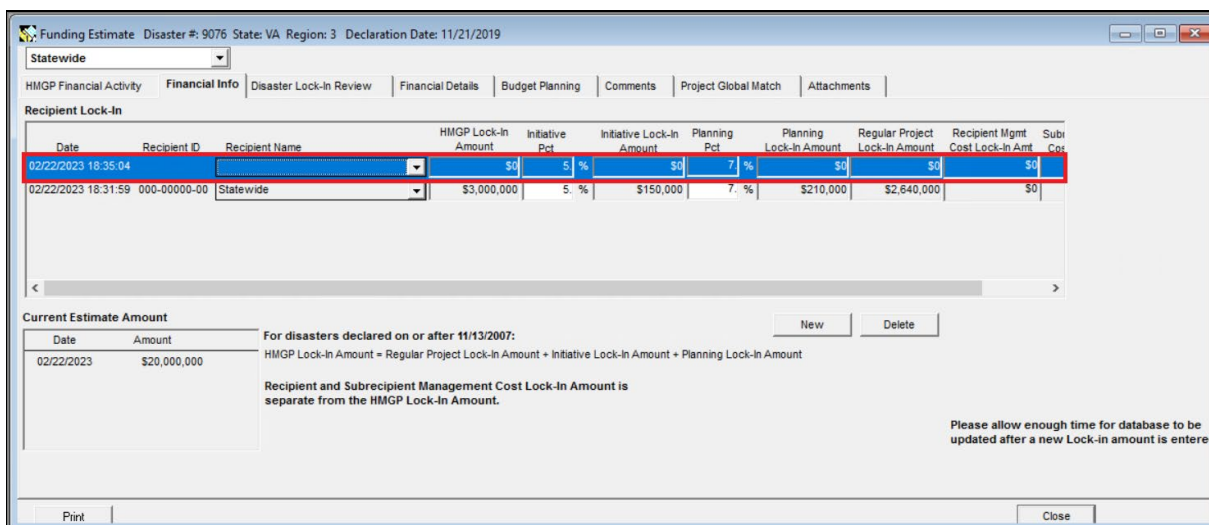 Funding Estimate Disaster #: 9076 State: VA Region: 3 Declaration Date: 11/21/2019
Statewide
HMGP Financial Activity Financial Info Disaster Lock-In Review Financial Details Budget Planning Comments Project Global Match Attachments
Recipient Lock-In
Date Recipient ID Recipient Name HMGP Lock-In Amount Initiative Pct Initiative Lock-In Amount Planning Pct Planning Lock-In Amount Regular Project Lock-In Amount Recipient Mgmt Cost Lock-In Amt
02/22/2023 18:35:04 $0 5. % $0 7. % $0 $0 $0
02/22/2023 18:31:59 000-00000-00 Statewide $3,000,000 5. % $150,000 7. % $210,000 $2,640,000 $0
Current Estimate Amount
New Delete
Date Amount
02/22/2023 $20,000,000
For disasters declared on or after 11/13/2007:
HMGP Lock-In Amount = Regular Project Lock-In Amount + Initiative Lock-In Amount + Planning Lock-In Amount
Recipient and Subrecipient Management Cost Lock-In Amount is
separate from the HMGP Lock-In Amount.
Please allow enough time for database to be
updated after a new Lock-in amount is entere
Print Close